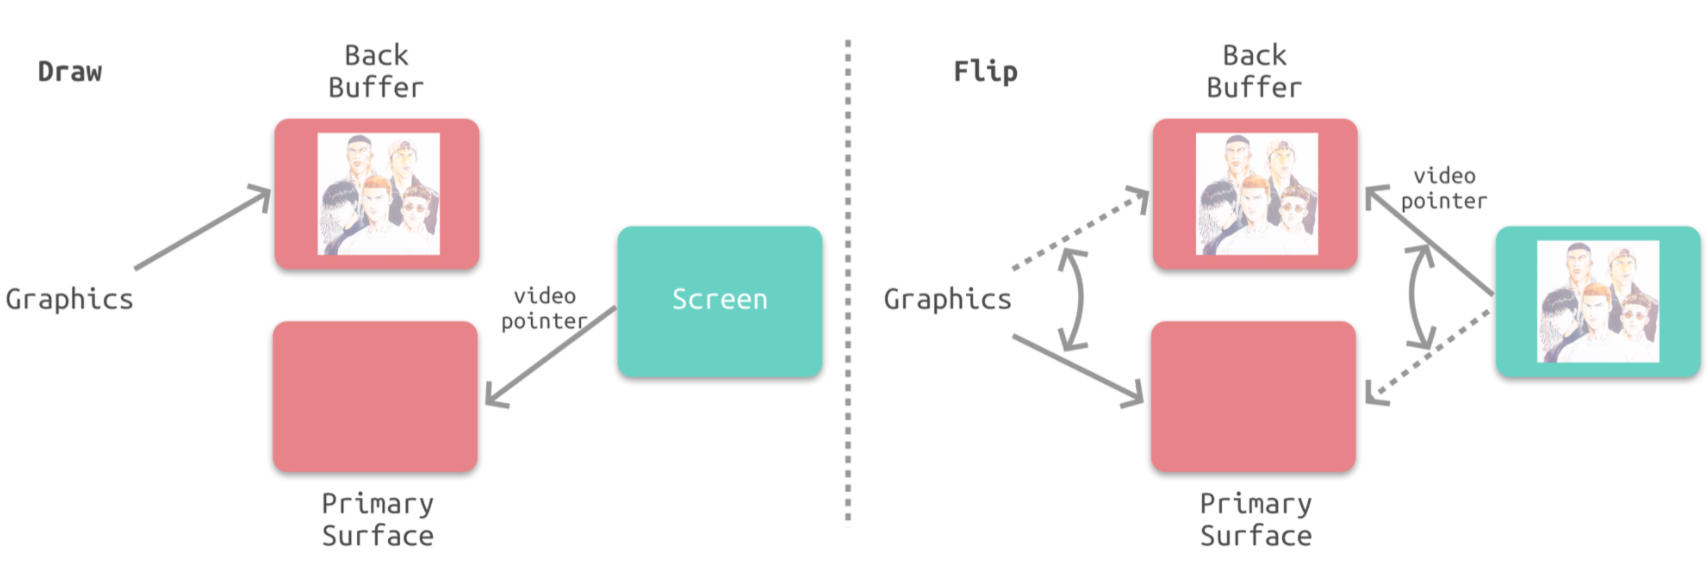 Draw
Back
Buffer
Graphics
video
pointer
Screen
Primary
Surface
Flip
Back
Buffer
video
pointer
Graphics
Primary
Surface